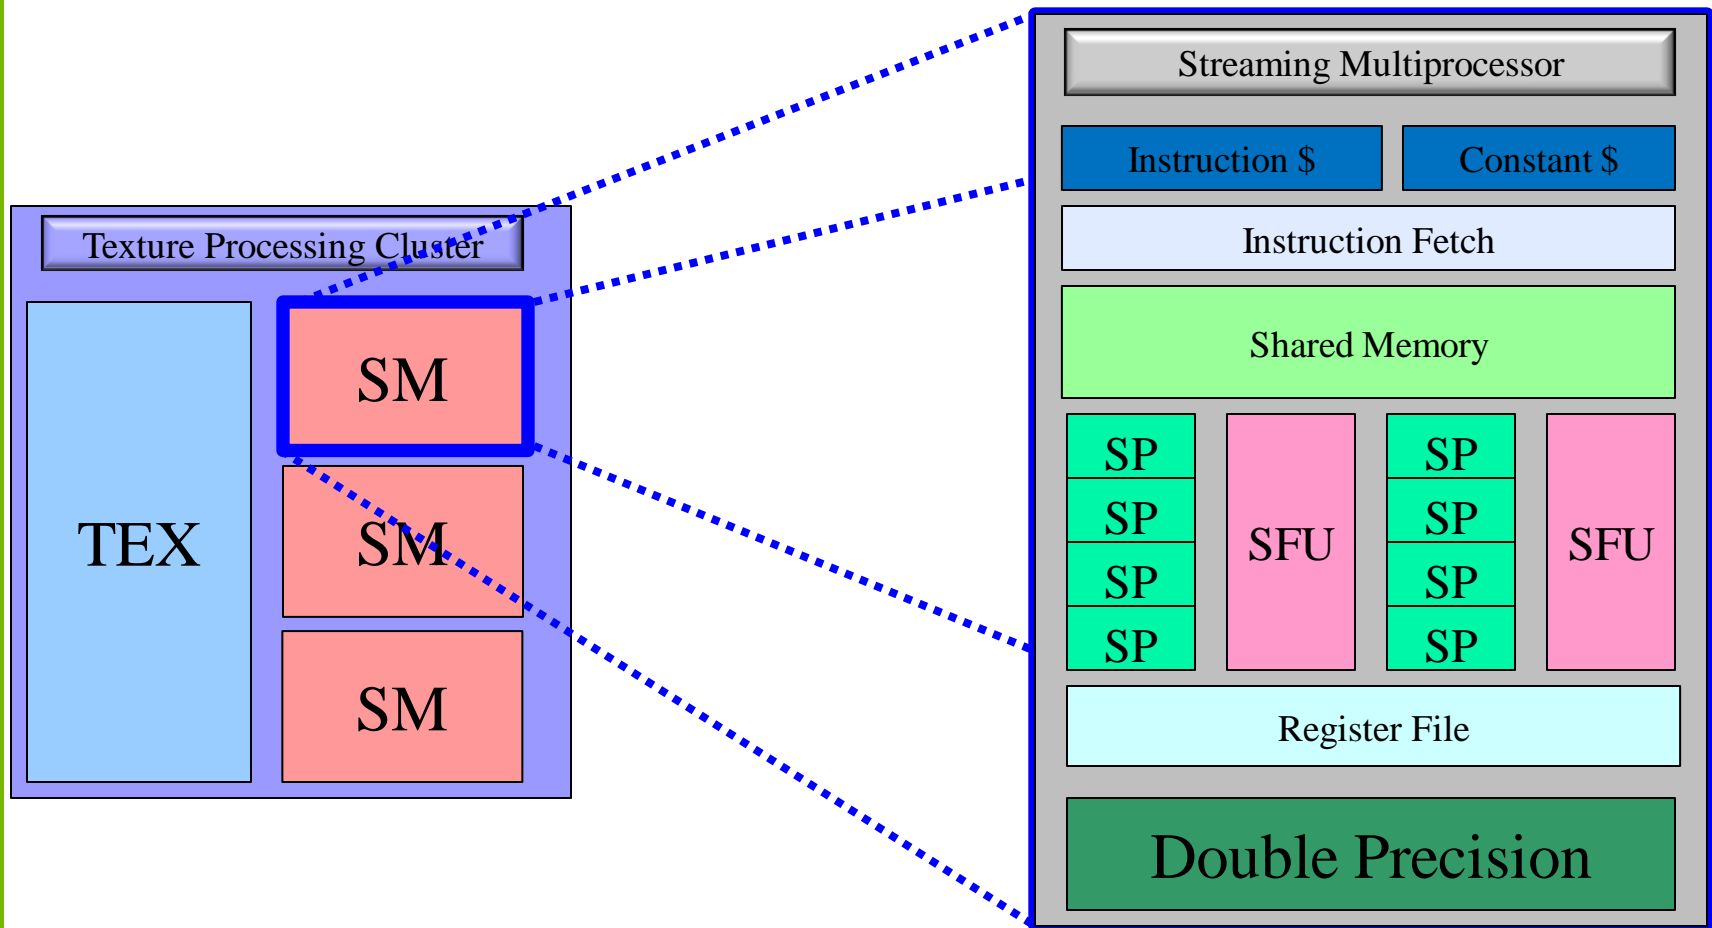 Texture Processing Cluster
TEX
SM
SM
SM
Streaming Multiprocessor
Instruction $
Constant $
Instruction Fetch
Shared Memory
SP
SP
SP
SP
SFU
SP
SP
SP
SP
SFU
Register File
Double Precision